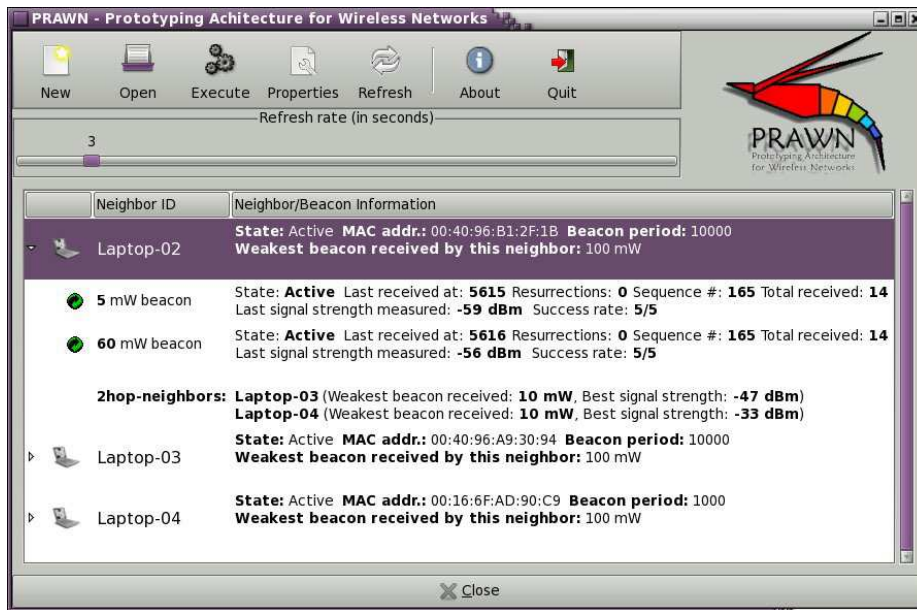 PRAWN - Prototyping Achitecture for Wireless Networks
New Open Execute Properties Refresh About Quit
Refresh rate (in seconds)
3
PRAWN
Prototyping Architecture
for Wireless Networks
Neighbor ID Neighbor/Beacon Information
Laptop-02
State: Active MAC addr.: 00:40:96:B1:2F:1B Beacon period: 10000
Weakest beacon received by this neighbor: 100 mW
5 mW beacon
State: Active Last received at: 5615 Resurrections: 0 Sequence #: 165 Total received: 14
Last signal strength measured: -59 dBm Success rate: 5/5
60 mW beacon
State: Active Last received at: 5616 Resurrections: 0 Sequence #: 165 Total received: 14
Last signal strength measured: -56 dBm Success rate: 5/5
2hop-neighbors: Laptop-03 (Weakest beacon received: 10 mW, Best signal strength: -47 dBm)
Laptop-04 (Weakest beacon received: 10 mW, Best signal strength: -33 dBm)
Laptop-03
State: Active MAC addr.: 00:40:96:A9:30:94 Beacon period: 10000
Weakest beacon received by this neighbor: 100 mW
Laptop-04
State: Active MAC addr.: 00:16:6F:AD:90:C9 Beacon period: 1000
Weakest beacon received by this neighbor: 100 mW
Close